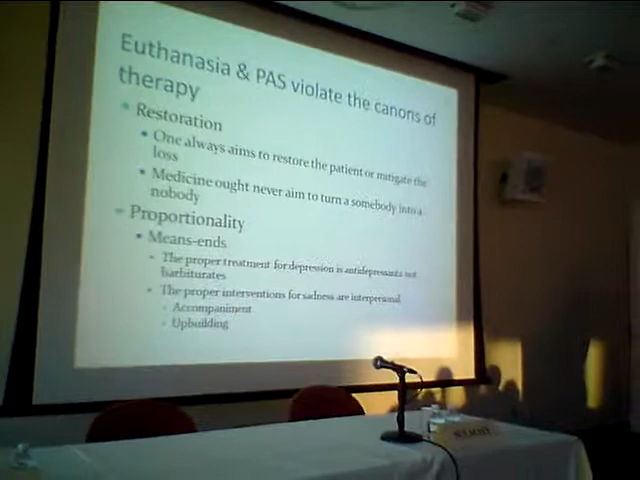 Euthanasia & PAS violate the canons of
therapy
Restoration
One always aims to restore the patient or mitigate the
loss
Medicine ought never aim to turn a somebody into a
nobody
Proportionality
Means-ends
The proper treatment for depression is antidepressants not
barbiturates
The proper interventions for sadness are interpersonal
Accompaniment
Upbuilding